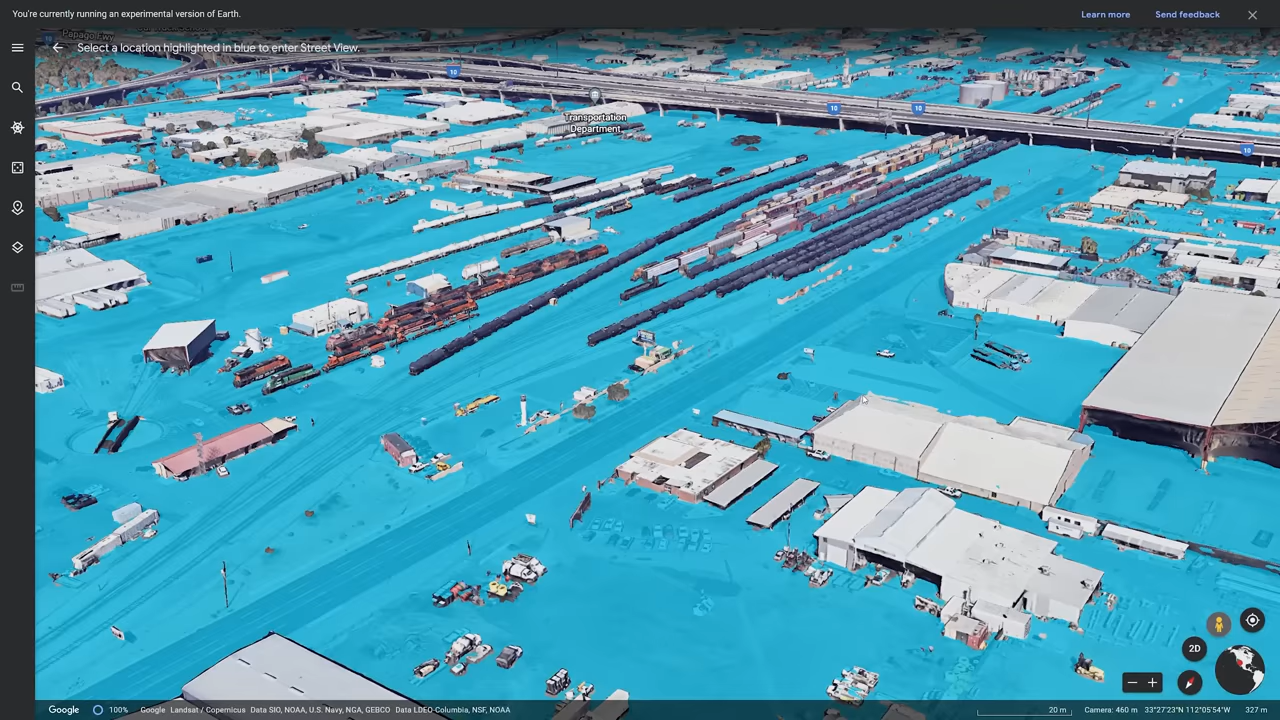 You're currently running an experimental version of Earth.
Learn more
Send feedback
Select a location highlighted in blue to enter Street View.
Papago Fwy
10
Transportation
Department
10
10
10
2D
Google
100%
Google
Landsat / Copernicus
Data SIO, NOAA, U.S. Navy, NGA, GEBCO
Data LDEO-Columbia, NSF, NOAA
20 m
Camera: 460 m
33°27'23"N 112°05'54"W
327 m